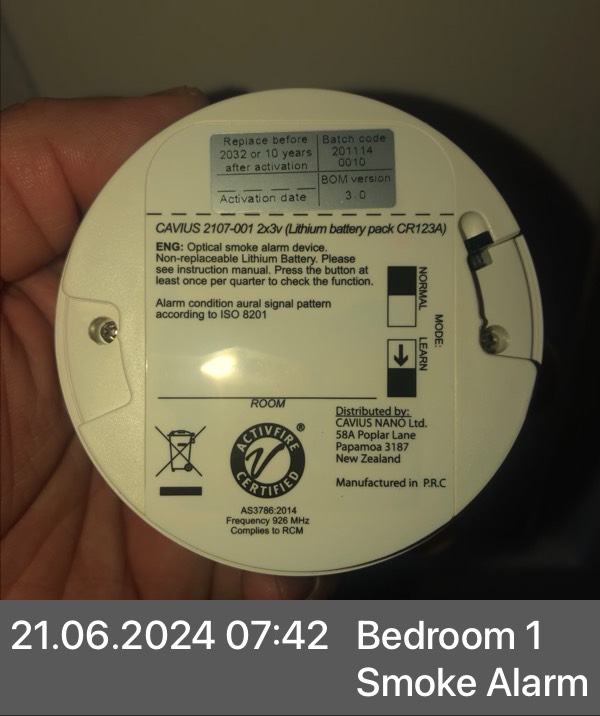 Replace before
2032 or 10 years
after activation
Activation date
Batch code
201114
0010
BOM version
3.0
CAVIUS 2107-001 2x3v (Lithium battery pack CR123A)
ENG: Optical smoke alarm device.
Non-replaceable Lithium Battery. Please
see instruction manual. Press the button at
least once per quarter to check the function.
Alarm condition aural signal pattern
according to ISO 8201
NORMAL
MODE:
LEARN
ROOM
ACTIVFIRE®
CERTIFIED
AS3786:2014
Frequency 926 MHz
Complies to RCM
Distributed by:
CAVIUS NANO Ltd.
58A Poplar Lane
Papamoa 3187
New Zealand
Manufactured in P.R.C
21.06.2024 07:42
Bedroom 1
Smoke Alarm